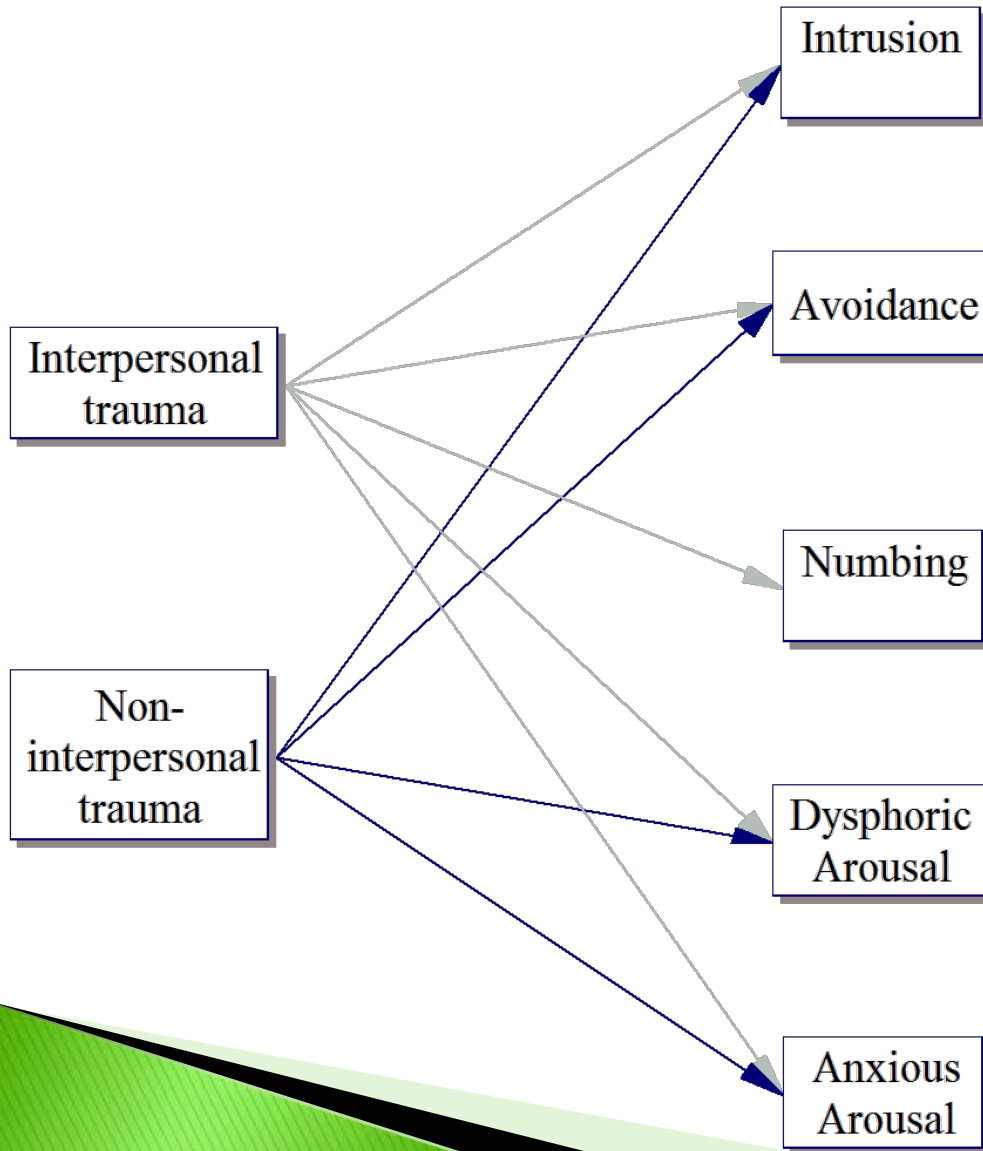 Intrusion
Avoidance
Interpersonal
trauma
Numbing
Non-
interpersonal
trauma
Dysphoric
Arousal
Anxious
Arousal